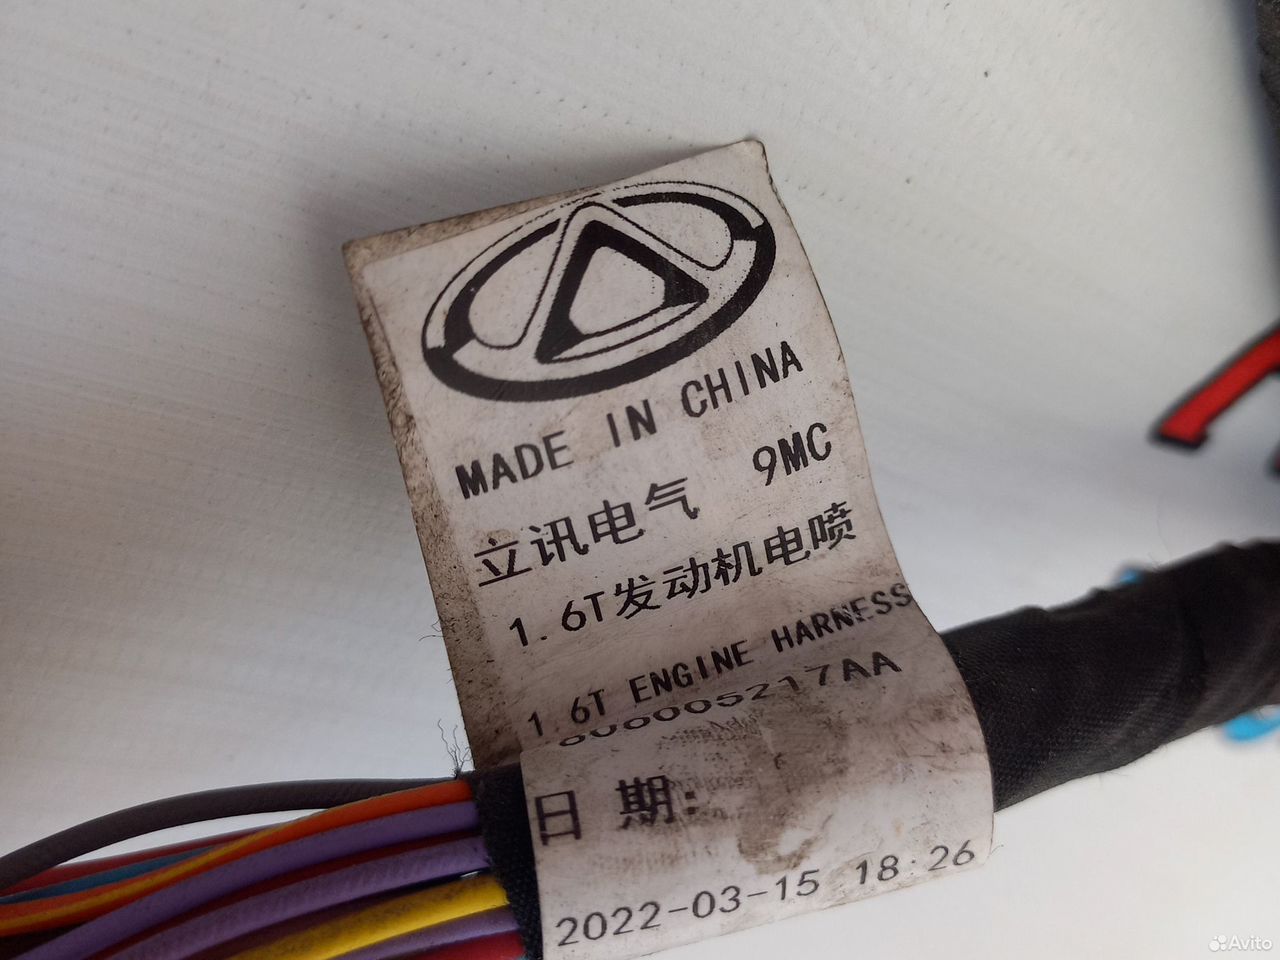 MADE IN CHINA
立讯电气 9MC
1.6T发动机电喷
1.6T ENGINE HARNESS
日 期:
2022-03-15 18:26
Avito